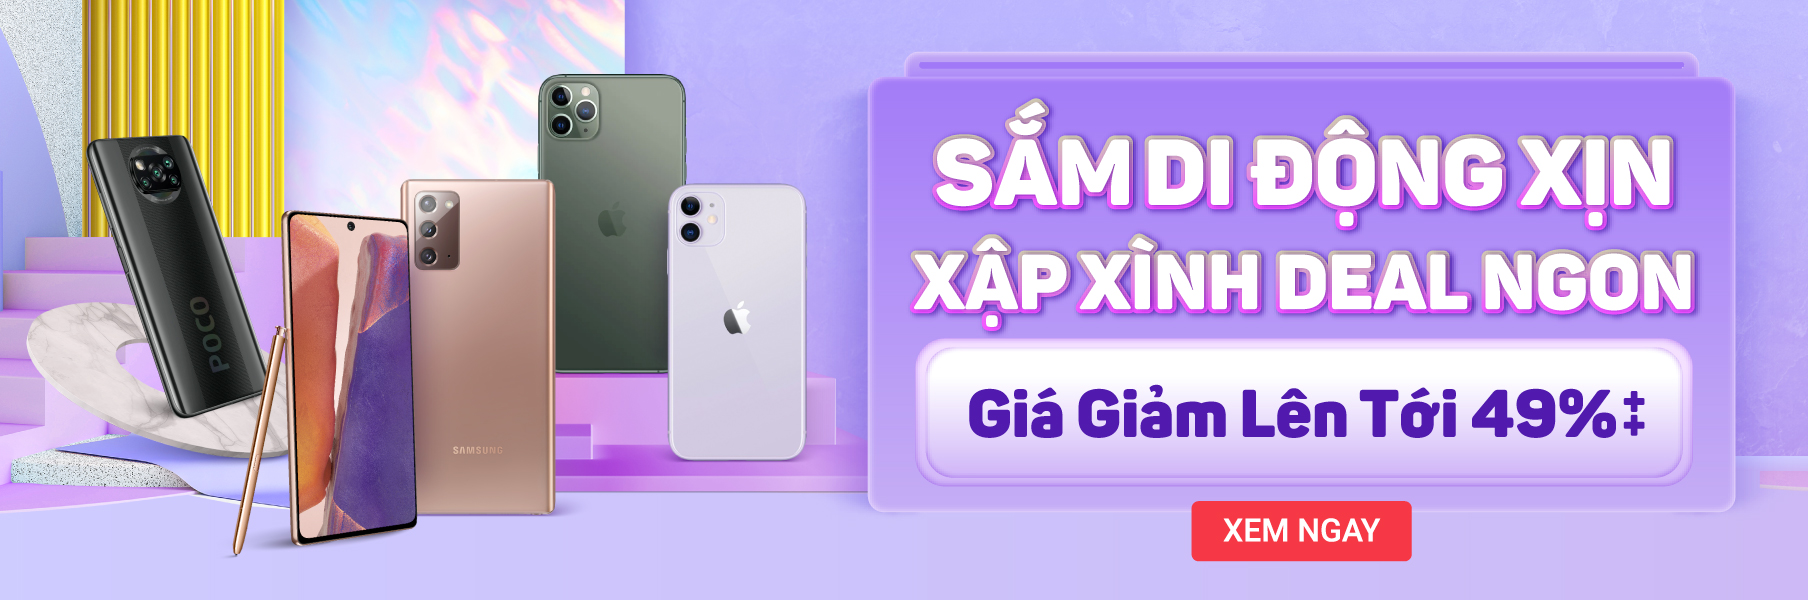 POCO
SAMSUNG
SẮM DI ĐỘNG XỊN
XẬP XÌNH DEAL NGON
Giá Giảm Lên Tới 49%‡
XEM NGAY